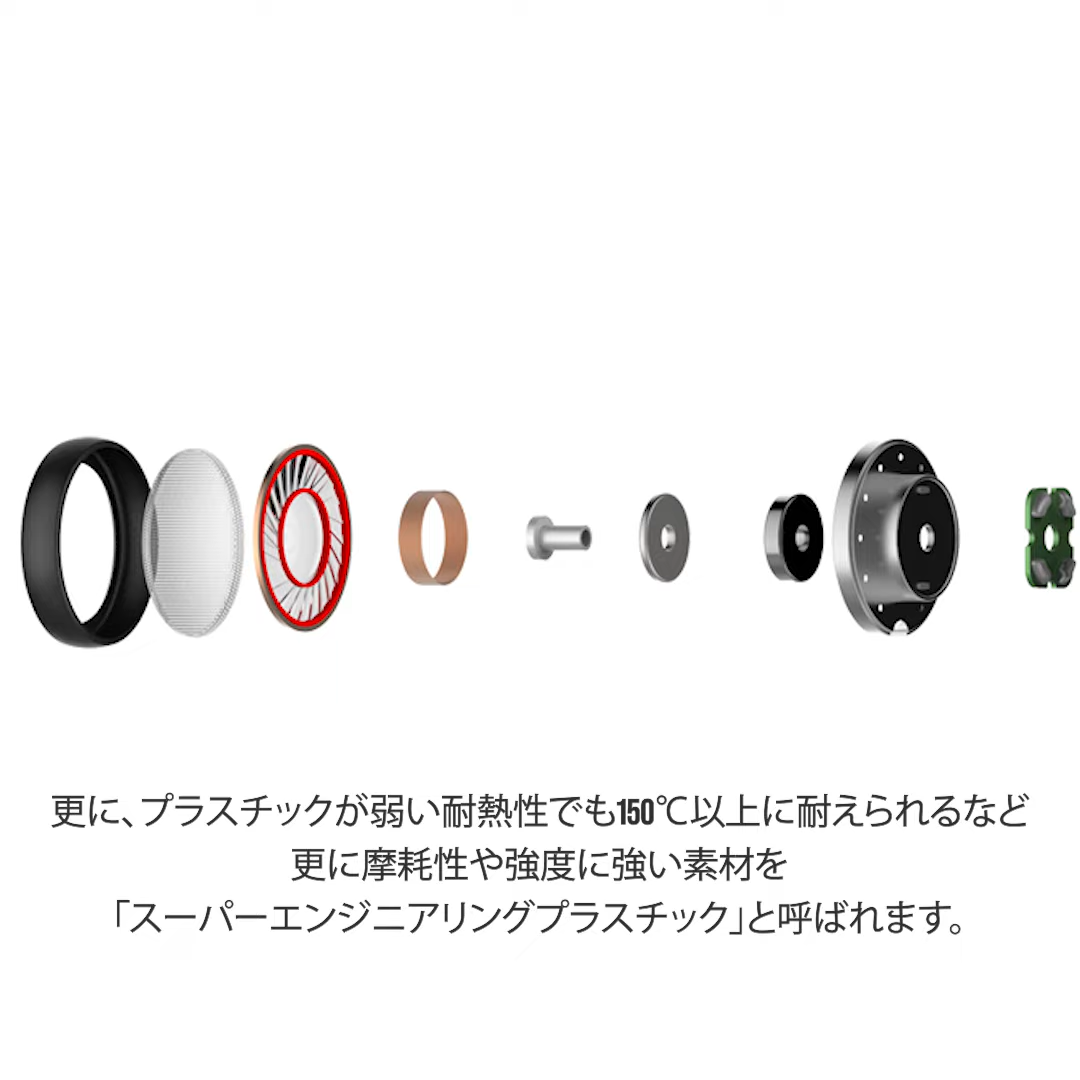 更に、プラスチックが弱い耐熱性でも150℃以上に耐えられるなど
更に摩耗性や強度に強い素材を
「スーパーエンジニアリングプラスチック」と呼ばれます。